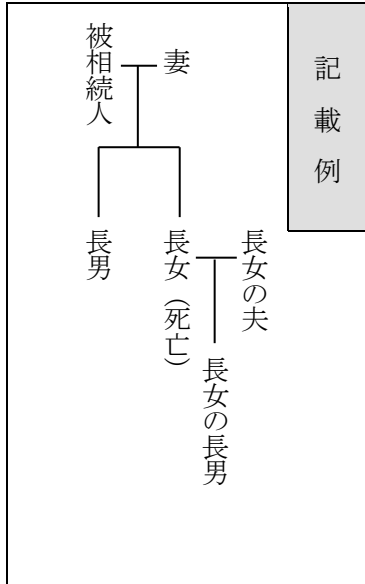 記載例
妻
被相続人
長女の夫
長女（死亡）
長男
長女の長男